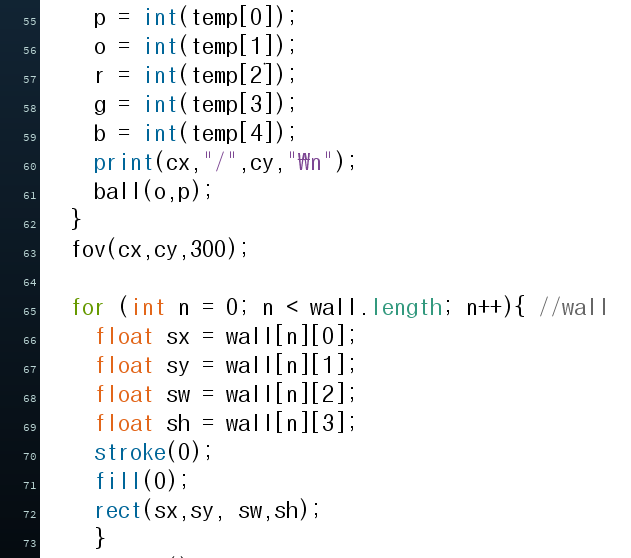 55 p = int(temp[0]);
56 o = int(temp[1]);
57 r = int(temp[2]);
58 g = int(temp[3]);
59 b = int(temp[4]);
60 print(cx,"/",cy,"₩n");
61 ball(o,p);
62 }
63 fov(cx,cy,300);
64
65 for (int n = 0; n < wall.length; n++){ //wall
66 float sx = wall[n][0];
67 float sy = wall[n][1];
68 float sw = wall[n][2];
69 float sh = wall[n][3];
70 stroke(0);
71 fill(0);
72 rect(sx,sy, sw,sh);
73 }